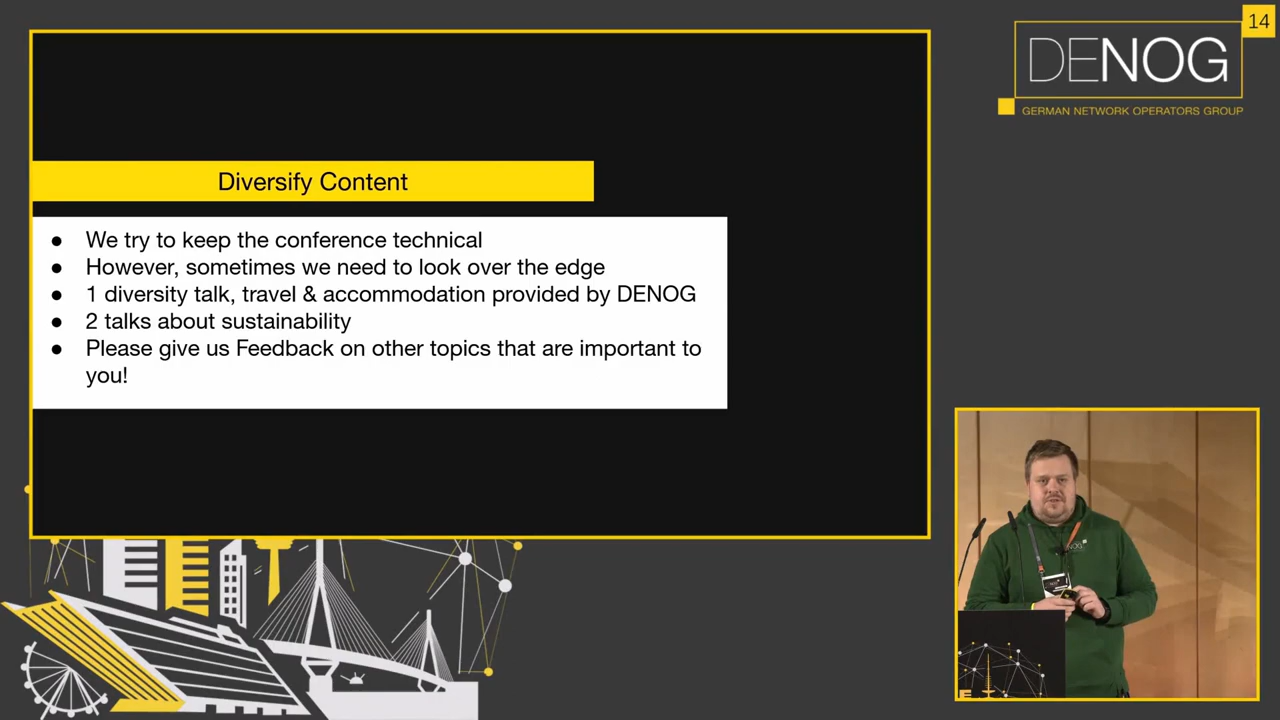 14
DENOG
GERMAN NETWORK OPERATORS GROUP
Diversify Content
● We try to keep the conference technical
● However, sometimes we need to look over the edge
● 1 diversity talk, travel & accommodation provided by DENOG
● 2 talks about sustainability
● Please give us Feedback on other topics that are important to
you!